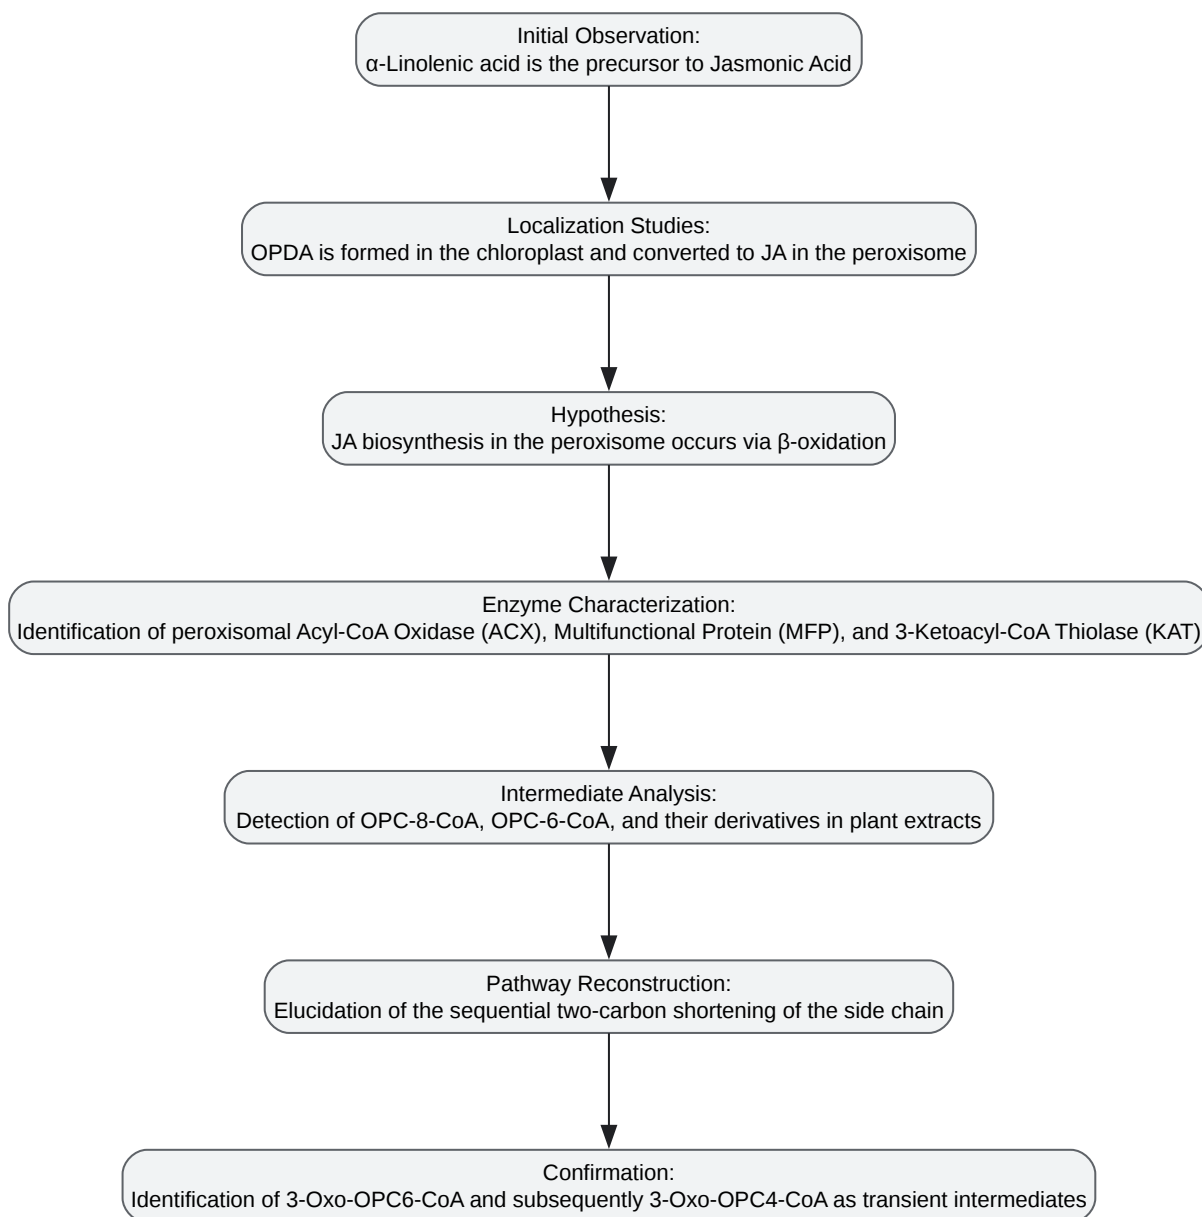 Initial Observation:
α-Linolenic acid is the precursor to Jasmonic Acid
Localization Studies:
OPDA is formed in the chloroplast and converted to JA in the peroxisome
Hypothesis:
JA biosynthesis in the peroxisome occurs via β-oxidation
Enzyme Characterization:
Identification of peroxisomal Acyl-CoA Oxidase (ACX), Multifunctional Protein (MFP), and 3-Ketoacyl-CoA Thiolase (KAT)
Intermediate Analysis:
Detection of OPC-8-CoA, OPC-6-CoA, and their derivatives in plant extracts
Pathway Reconstruction:
Elucidation of the sequential two-carbon shortening of the side chain
Confirmation:
Identification of 3-Oxo-OPC6-CoA and subsequently 3-Oxo-OPC4-CoA as transient intermediates